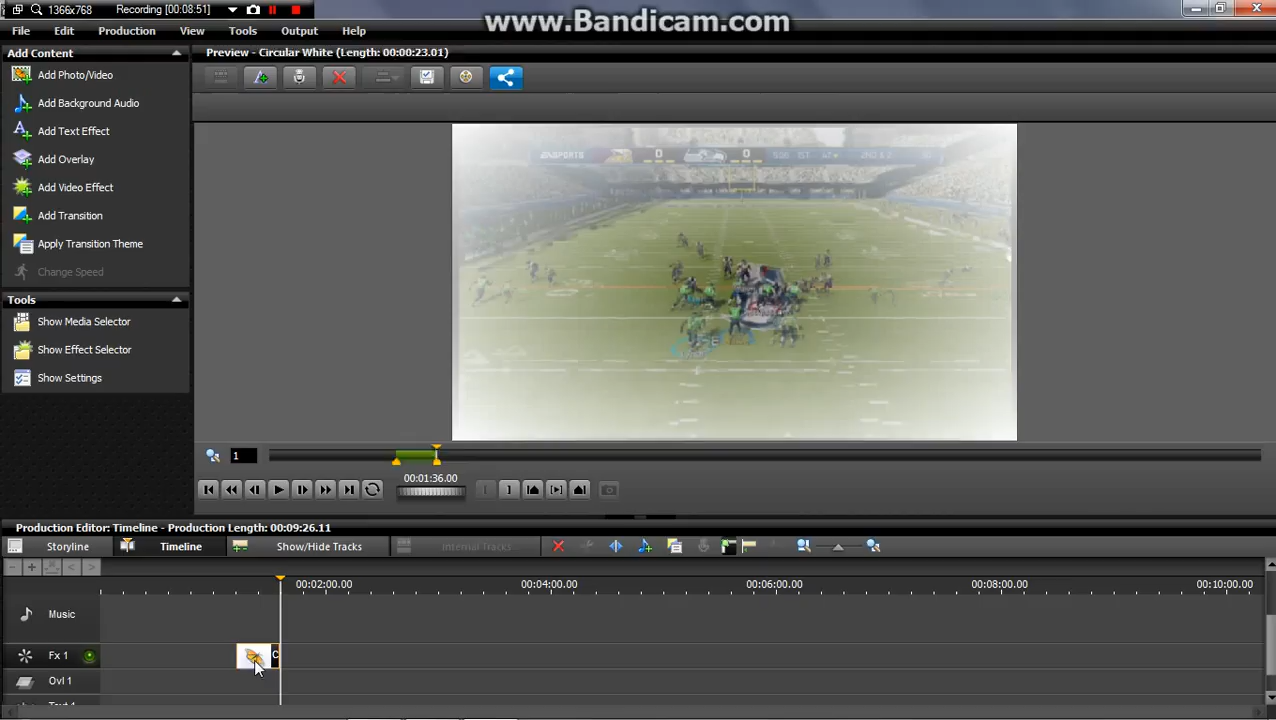 1366x768
Recording [00:08:51]
www.Bandicam.com
File Edit Production View Tools Output Help
Add Content
Add Photo/Video
Add Background Audio
Add Text Effect
Add Overlay
Add Video Effect
Add Transition
Apply Transition Theme
Change Speed
Tools
Show Media Selector
Show Effect Selector
Show Settings
Preview - Circular White (Length: 00:00:23.01)
1
00:01:36.00
Production Editor: Timeline - Production Length: 00:09:26.11
Storyline Timeline Show/Hide Tracks Internal Tracks...
00:02:00.00 00:04:00.00 00:06:00.00 00:08:00.00 00:10:00.00
Music
Fx 1 C
Ovl 1